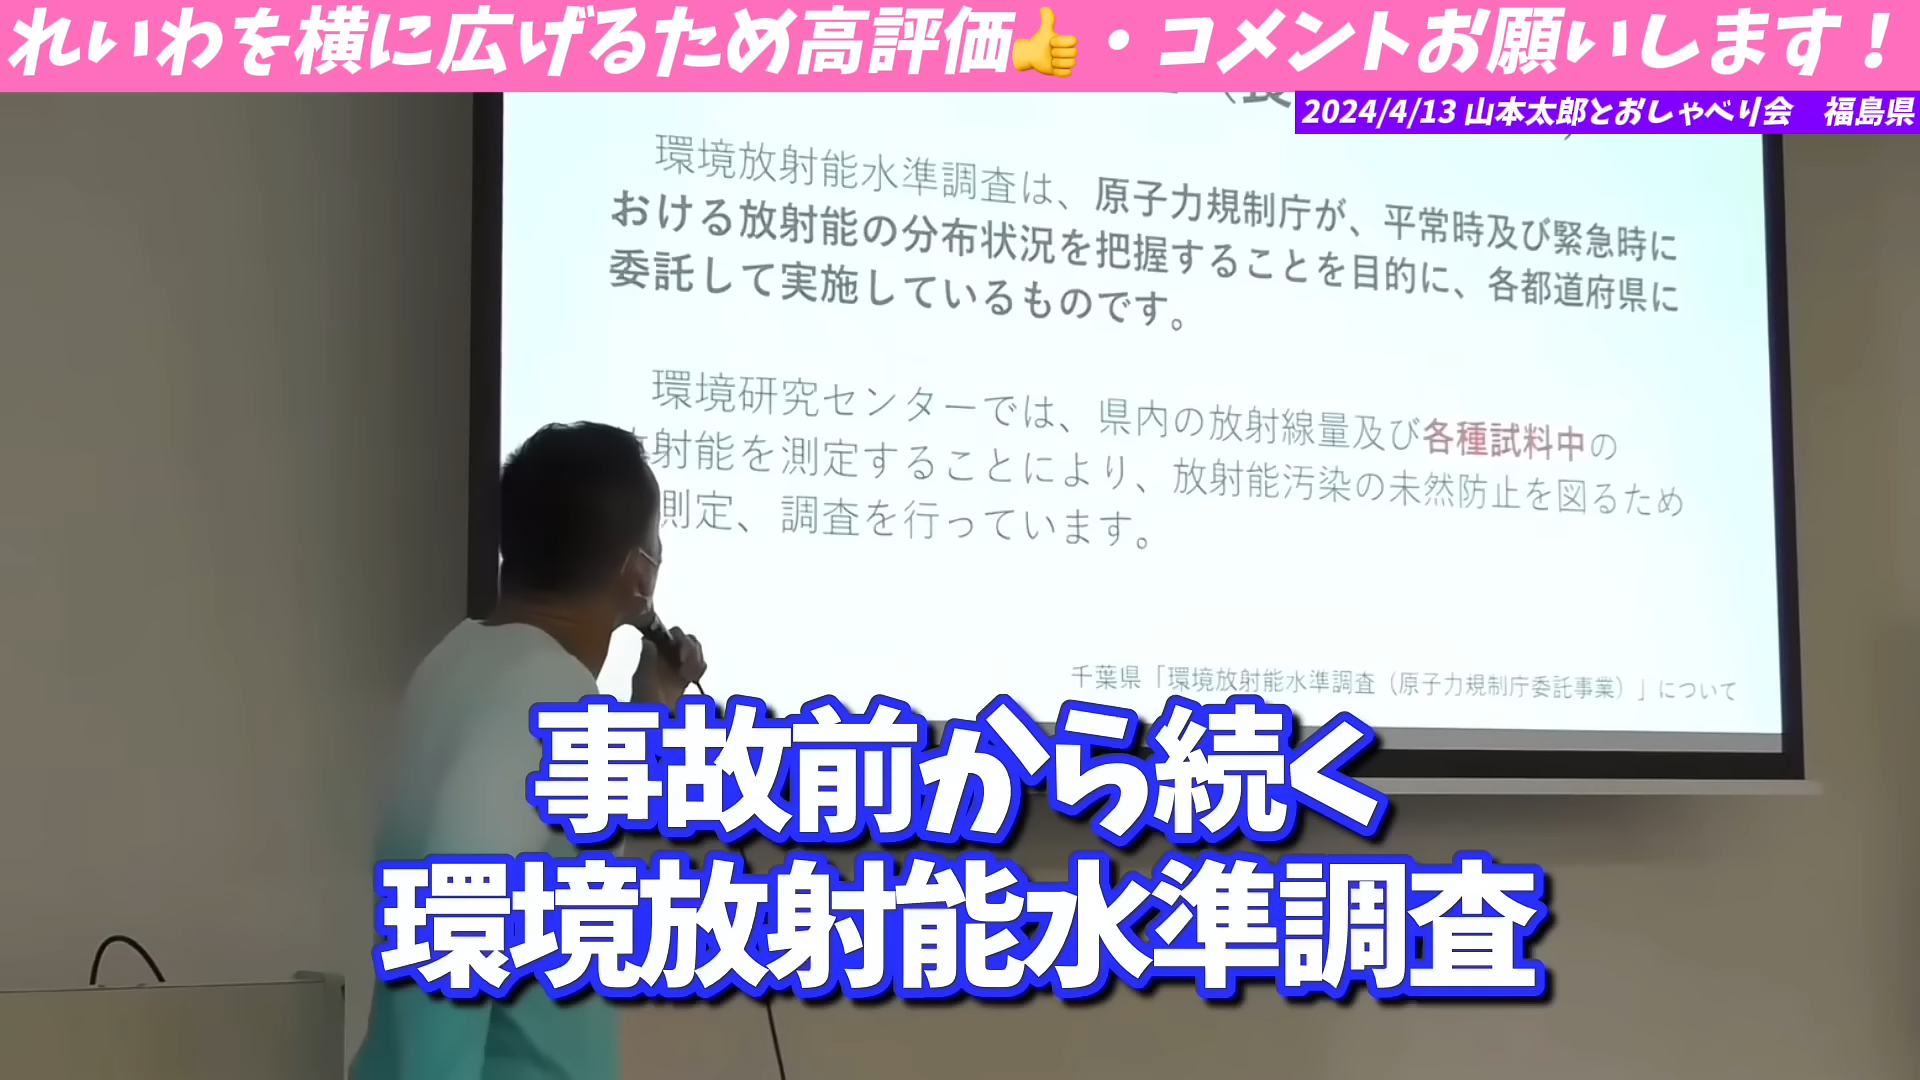 れいわを横に広げるため高評価👍・コメントお願いします！
2024/4/13 山本太郎とおしゃべり会　福島県
環境放射能水準調査は、原子力規制庁が、平常時及び緊急時に
おける放射能の分布状況を把握することを目的に、各都道府県に
委託して実施しているものです。
環境研究センターでは、県内の放射線量及び各種試料中の
射能を測定することにより、放射能汚染の未然防止を図るため
測定、調査を行っています。
千葉県「環境放射能水準調査（原子力規制庁委託事業）」について
事故前から続く
環境放射能水準調査